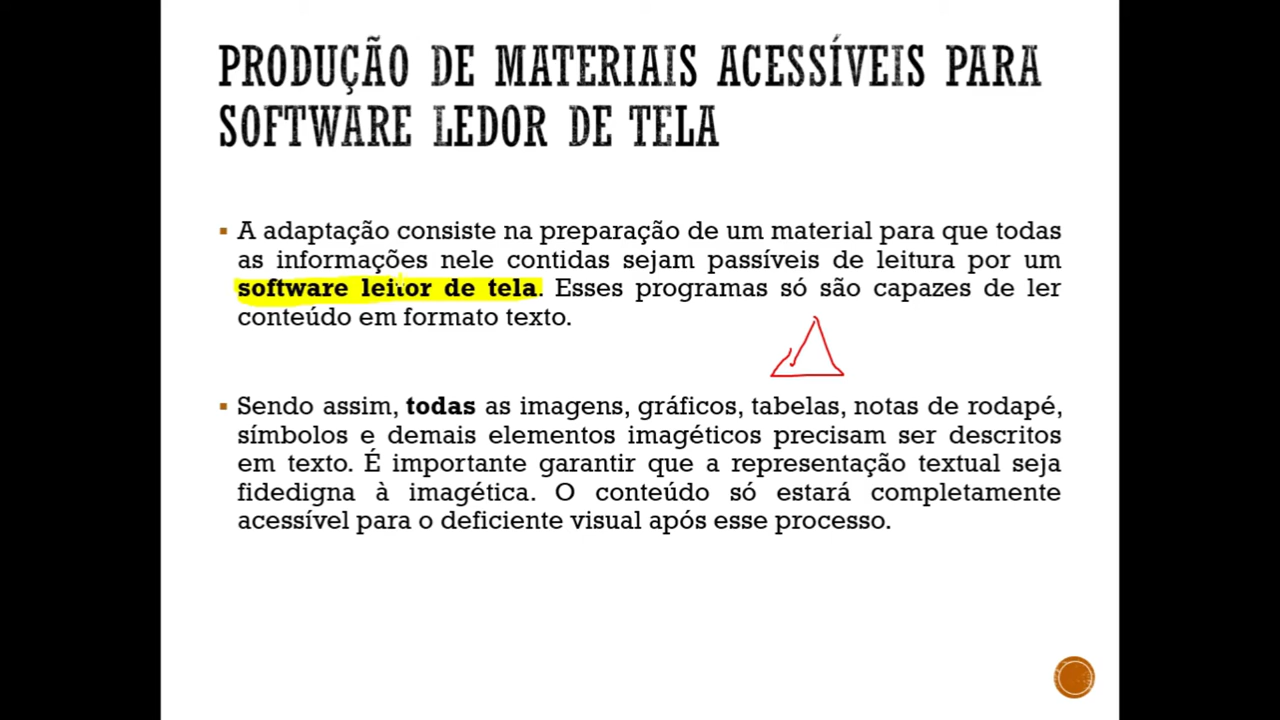 PRODUÇÃO DE MATERIAIS ACESSÍVEIS PARA
SOFTWARE LEDOR DE TELA
▪ A adaptação consiste na preparação de um material para que todas
as informações nele contidas sejam passíveis de leitura por um
software leitor de tela. Esses programas só são capazes de ler
conteúdo em formato texto.
▪ Sendo assim, todas as imagens, gráficos, tabelas, notas de rodapé,
símbolos e demais elementos imagéticos precisam ser descritos
em texto. É importante garantir que a representação textual seja
fidedigna à imagética. O conteúdo só estará completamente
acessível para o deficiente visual após esse processo.